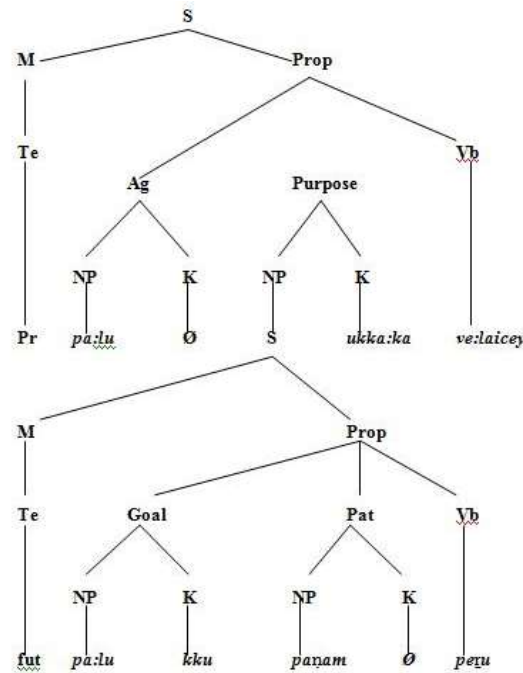 S
M Prop
Te Vb
Ag Purpose
NP K NP K
Pr pa:lu Ø S ukka:ka ve:laicey
M Prop
Te Goal Pat Vb
NP K NP K
fut pa:lu kku paṇam Ø peṟu